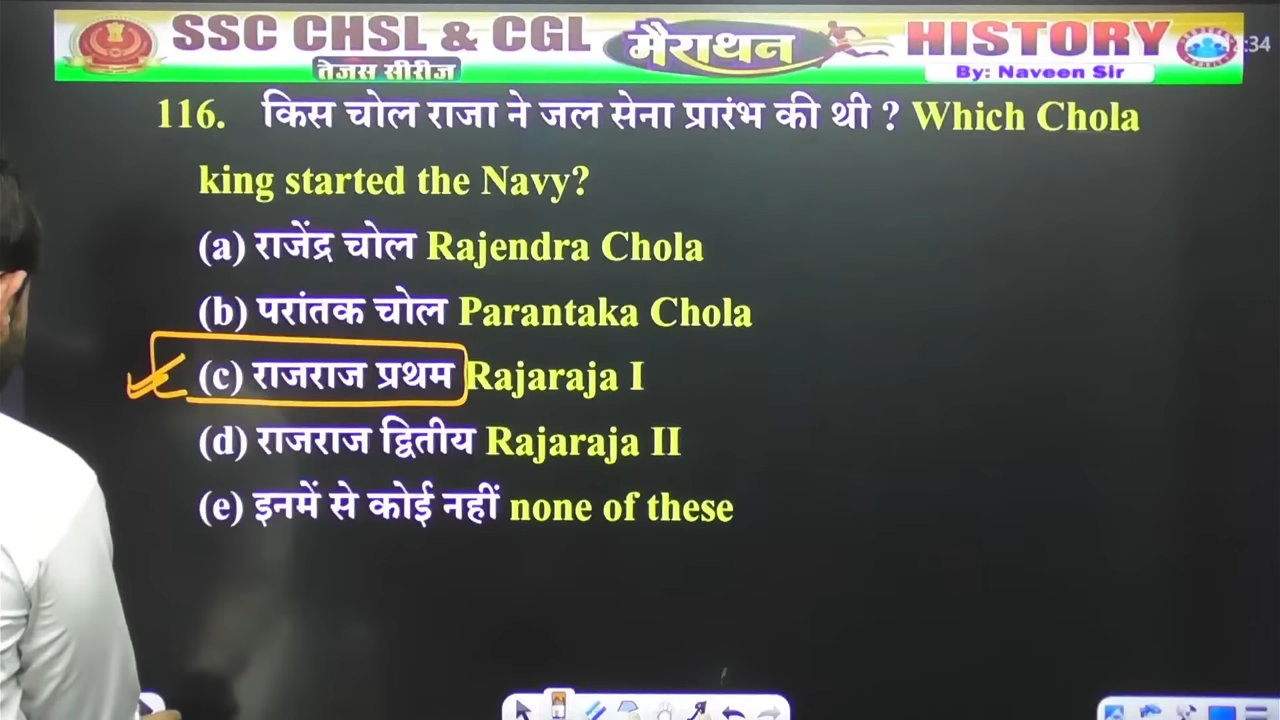 SSC CHSL & CGL
मैराथन
HISTORY
:34
तेजस सीरीज
By: Naveen Sir
116. किस चोल राजा ने जल सेना प्रारंभ की थी ? Which Chola
king started the Navy?
(a) राजेंद्र चोल Rajendra Chola
(b) परांतक चोल Parantaka Chola
(c) राजराज प्रथम Rajaraja I
(d) राजराज द्वितीय Rajaraja II
(e) इनमें से कोई नहीं none of these